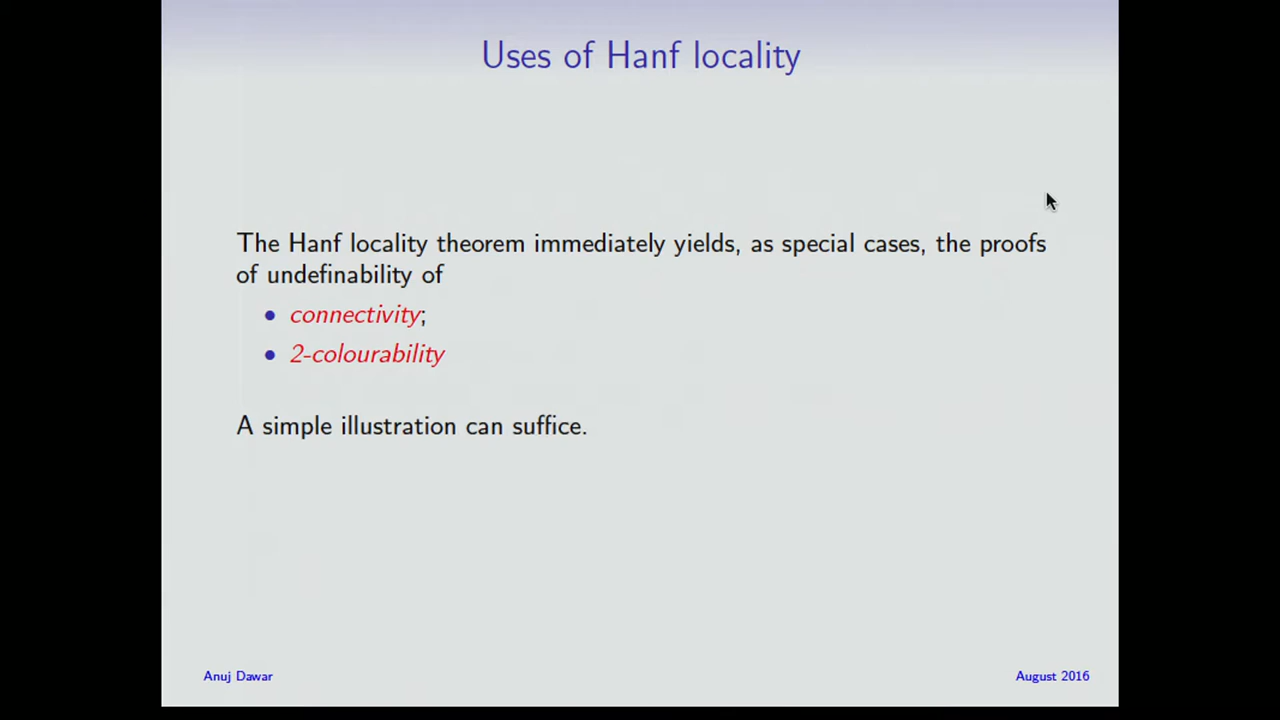 Uses of Hanf locality
The Hanf locality theorem immediately yields, as special cases, the proofs
of undefinability of
• connectivity;
• 2-colourability
A simple illustration can suffice.
Anuj Dawar
August 2016